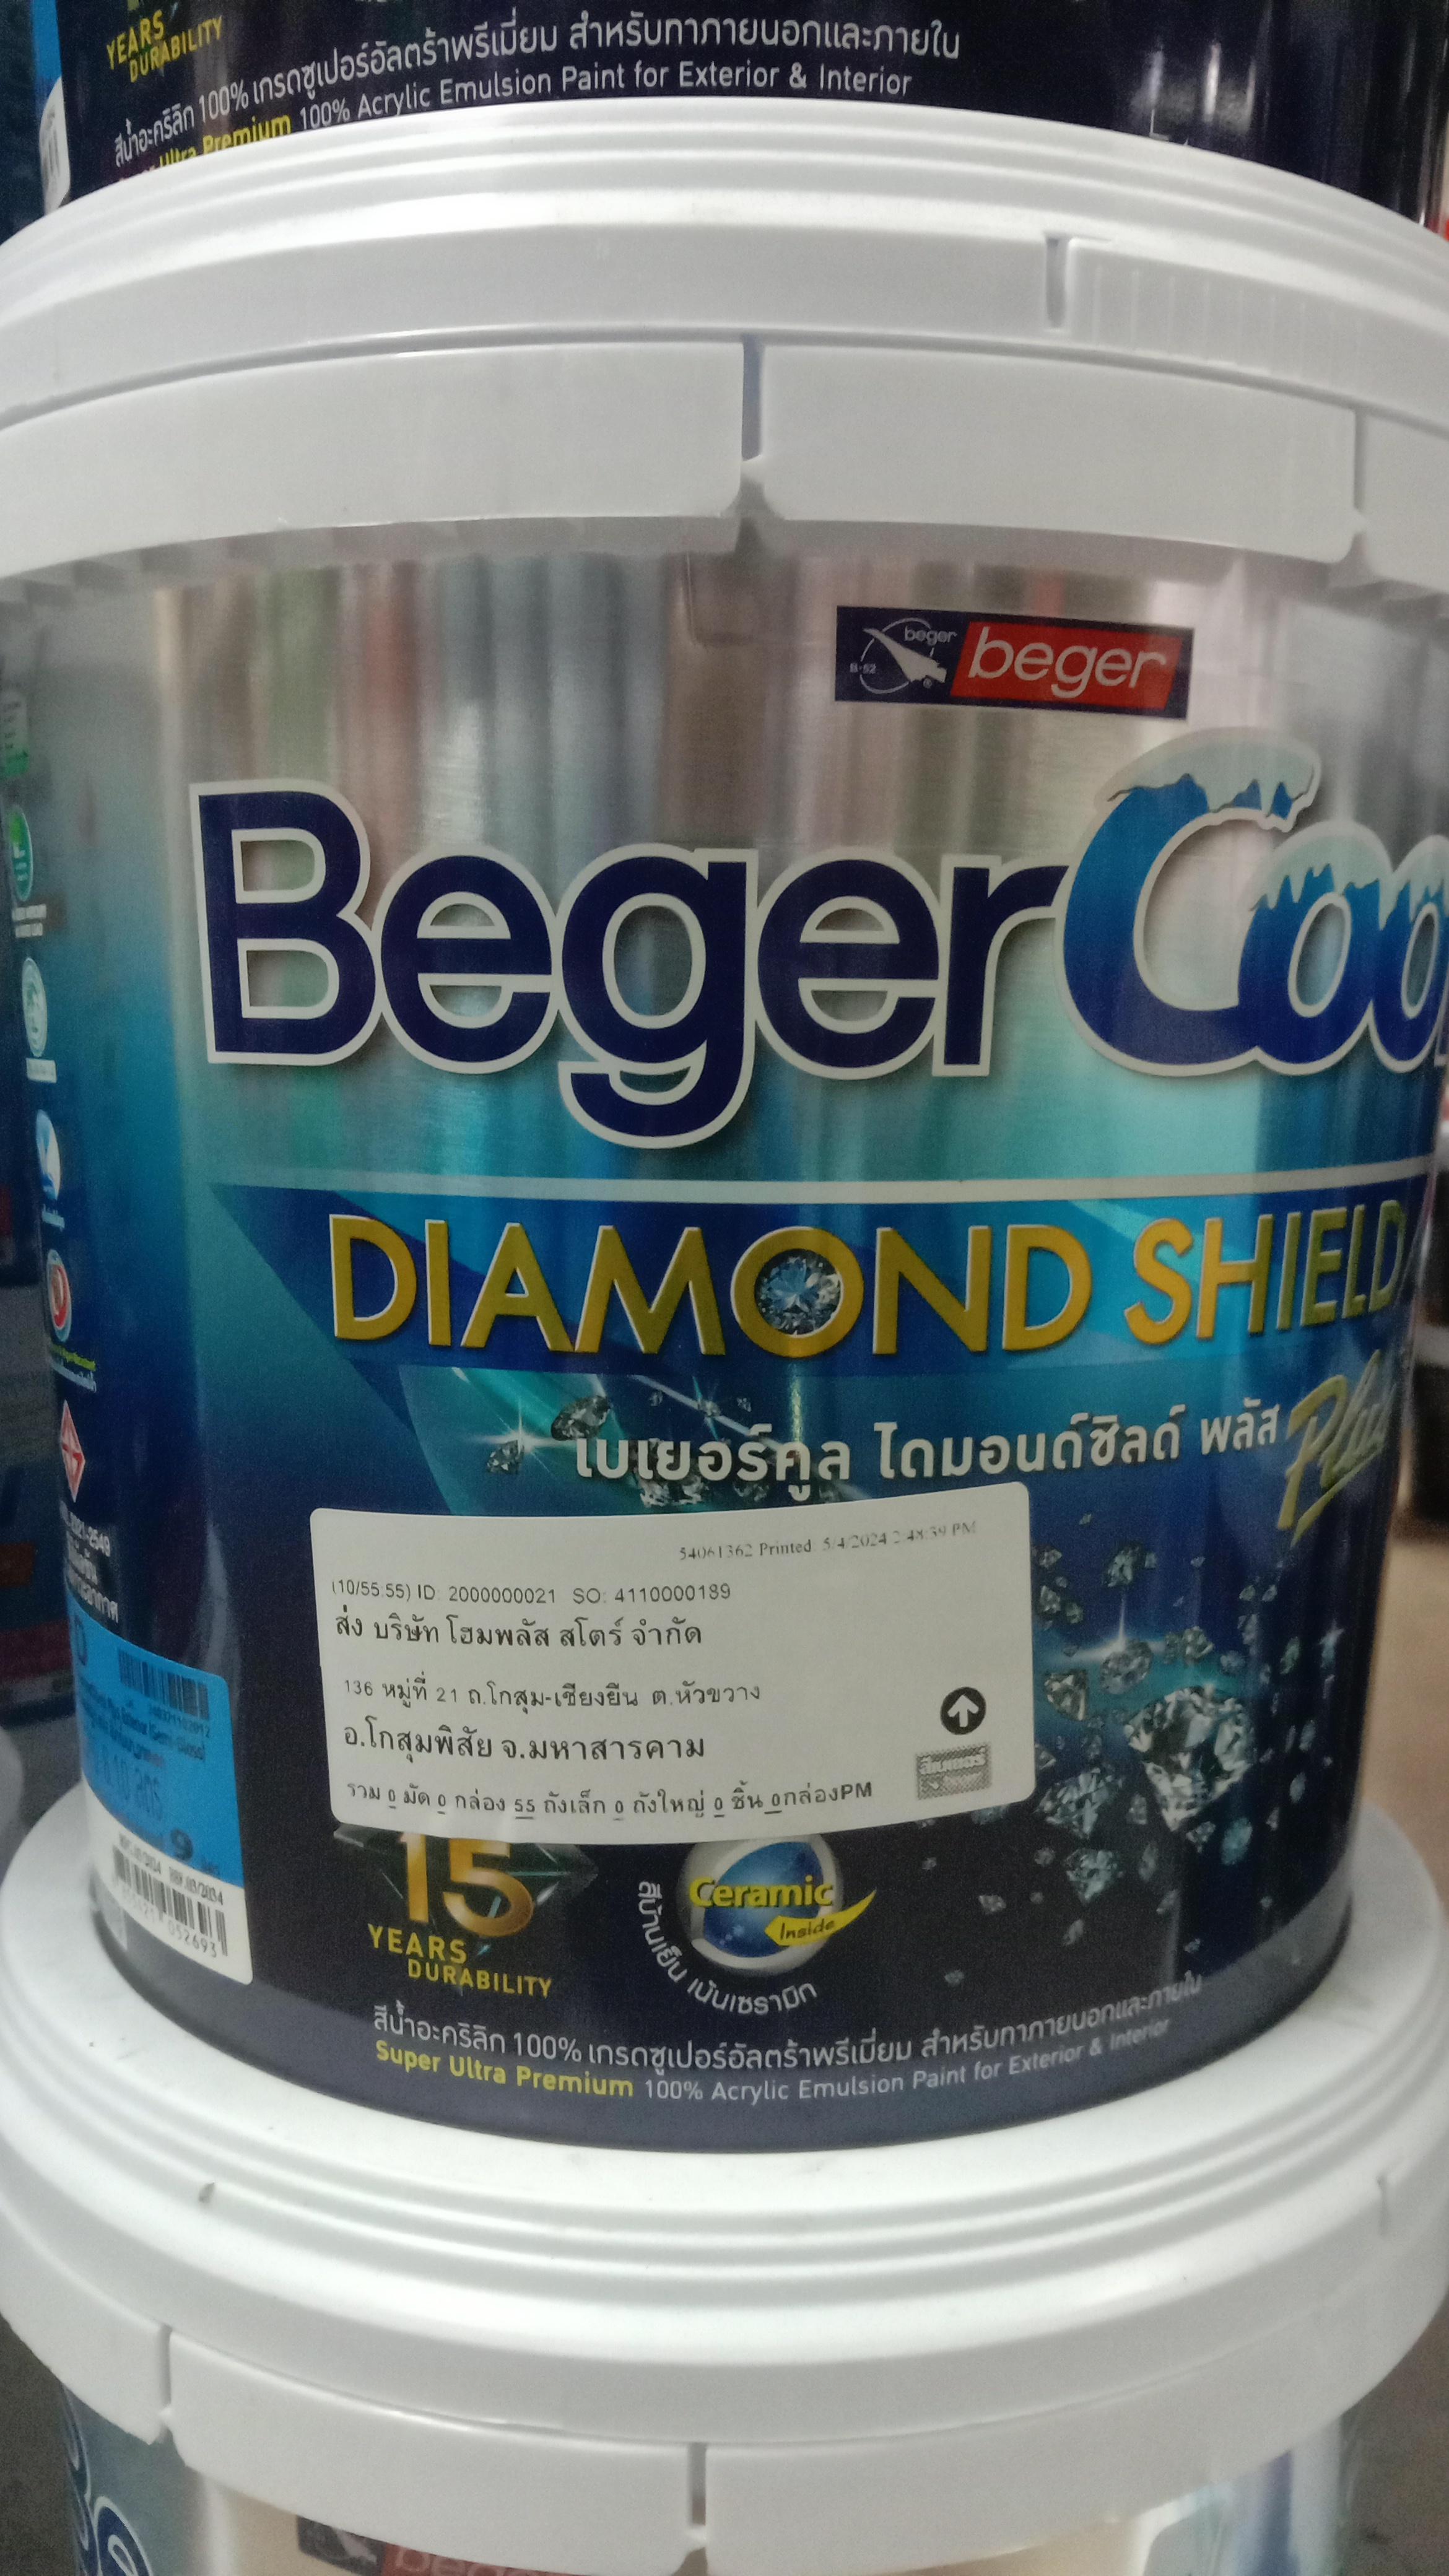 YEARS
DURABILITY
สีน้ำอะคริลิก 100% เกรดซูเปอร์อัลตร้าพรีเมี่ยม สำหรับทาภายนอกและภายใน
Ultra Premium 100% Acrylic Emulsion Paint for Exterior & Interior
beger
B-52
beger
BegerCool
DIAMOND SHIELD
Plus
เบเยอร์คูล ไดมอนด์ชิลด์ พลัส
54061362 Printed: 5/4/2024 2:48:39 PM
(10/55:55) ID: 2000000021 SO: 4110000189
ส่ง บริษัท โฮมพลัส สโตร์ จำกัด
136 หมู่ที่ 21 ถ.โกสุม-เชียงยืน ต.หัวขวาง
อ.โกสุมพิสัย จ.มหาสารคาม
รวม 0 มัด 0 กล่อง 55 ถังเล็ก 0 ถังใหญ่ 0 ชิ้น 0กล่องPM
15
YEARS
DURABILITY
Ceramic
Inside
สีบ้านเย็น เน้นเซรามิก
สีน้ำอะคริลิก 100% เกรดซูเปอร์อัลตร้าพรีเมี่ยม สำหรับทาภายนอกและภายใน
Super Ultra Premium 100% Acrylic Emulsion Paint for Exterior & Interior
9
052693
beger